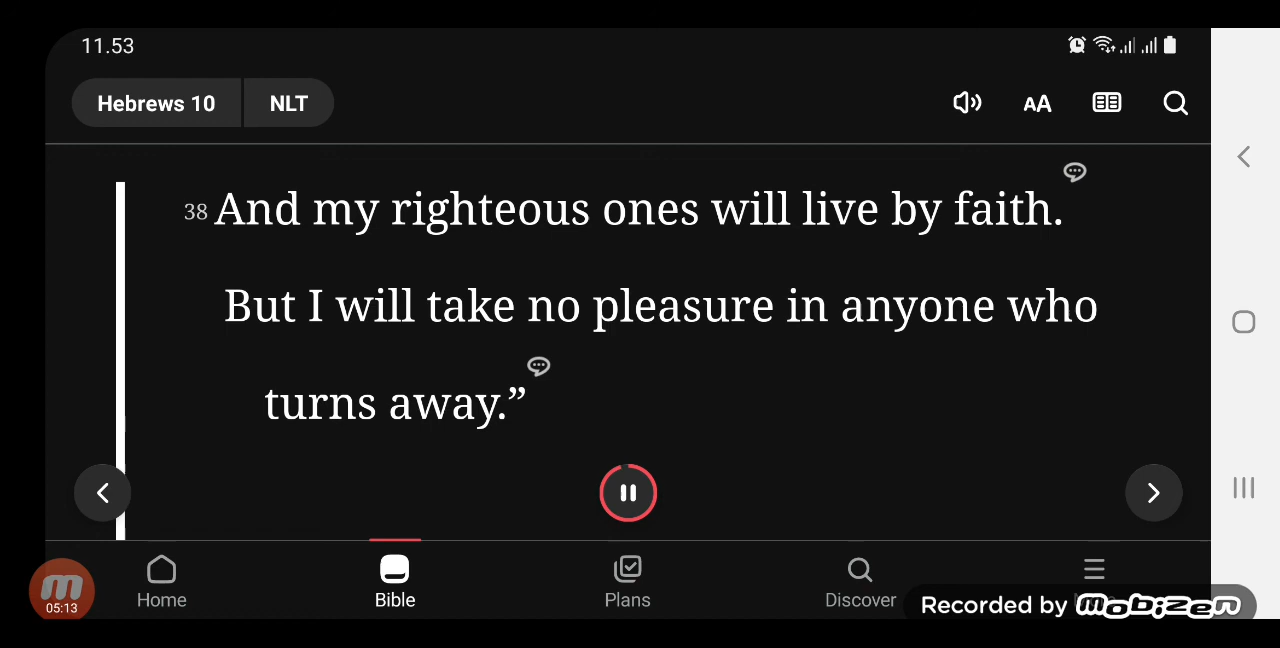 11.53
Hebrews 10 NLT
AA
38 And my righteous ones will live by faith.
But I will take no pleasure in anyone who
turns away.”
Home Bible Plans Discover
05:13
Recorded by mobizen